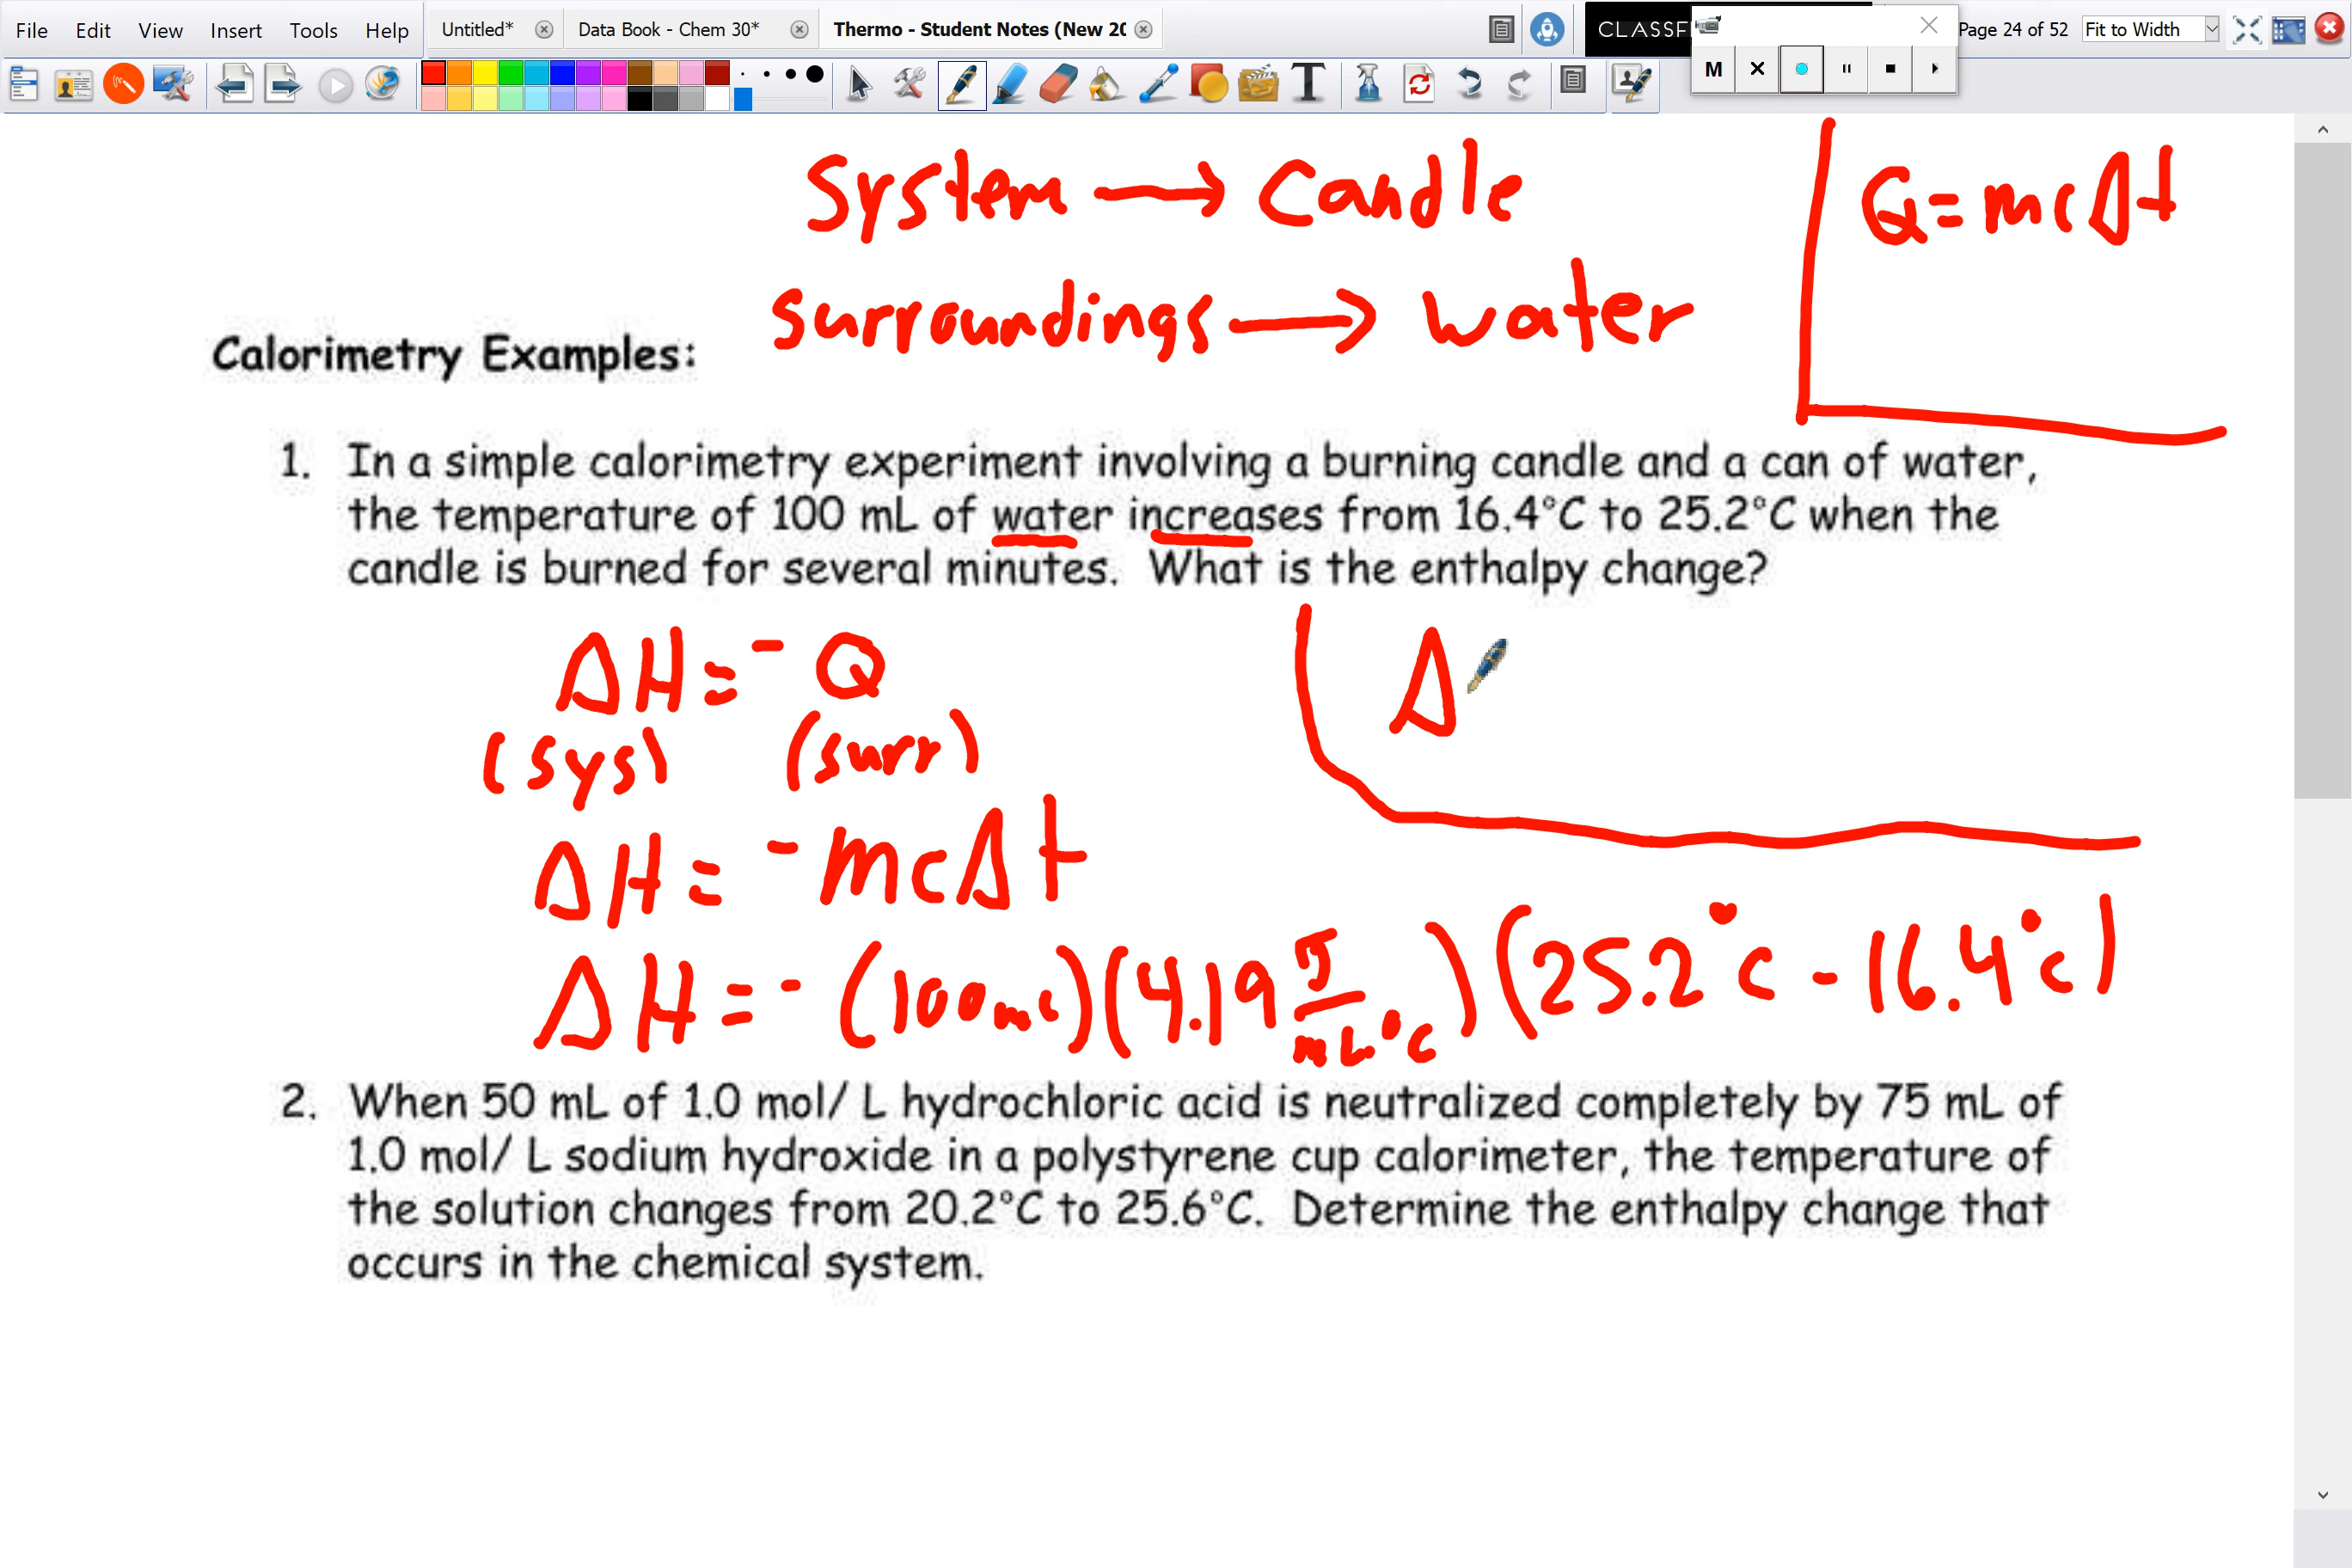 File Edit View Insert Tools Help Untitled* Data Book - Chem 30* Thermo - Student Notes (New 20 CLASSF Page 24 of 52 Fit to Width
M
System → Candle
Q = mcΔt
surroundings → water
Calorimetry Examples:
1. In a simple calorimetry experiment involving a burning candle and a can of water,
the temperature of 100 mL of water increases from 16.4°C to 25.2°C when the
candle is burned for several minutes. What is the enthalpy change?
ΔH = - Q
Δ
(sys) (surr)
ΔH = - mcΔt
ΔH = - (100mL)(4.19 J/mL•°C)(25.2°C - 16.4°C)
2. When 50 mL of 1.0 mol/ L hydrochloric acid is neutralized completely by 75 mL of
1.0 mol/ L sodium hydroxide in a polystyrene cup calorimeter, the temperature of
the solution changes from 20.2°C to 25.6°C. Determine the enthalpy change that
occurs in the chemical system.